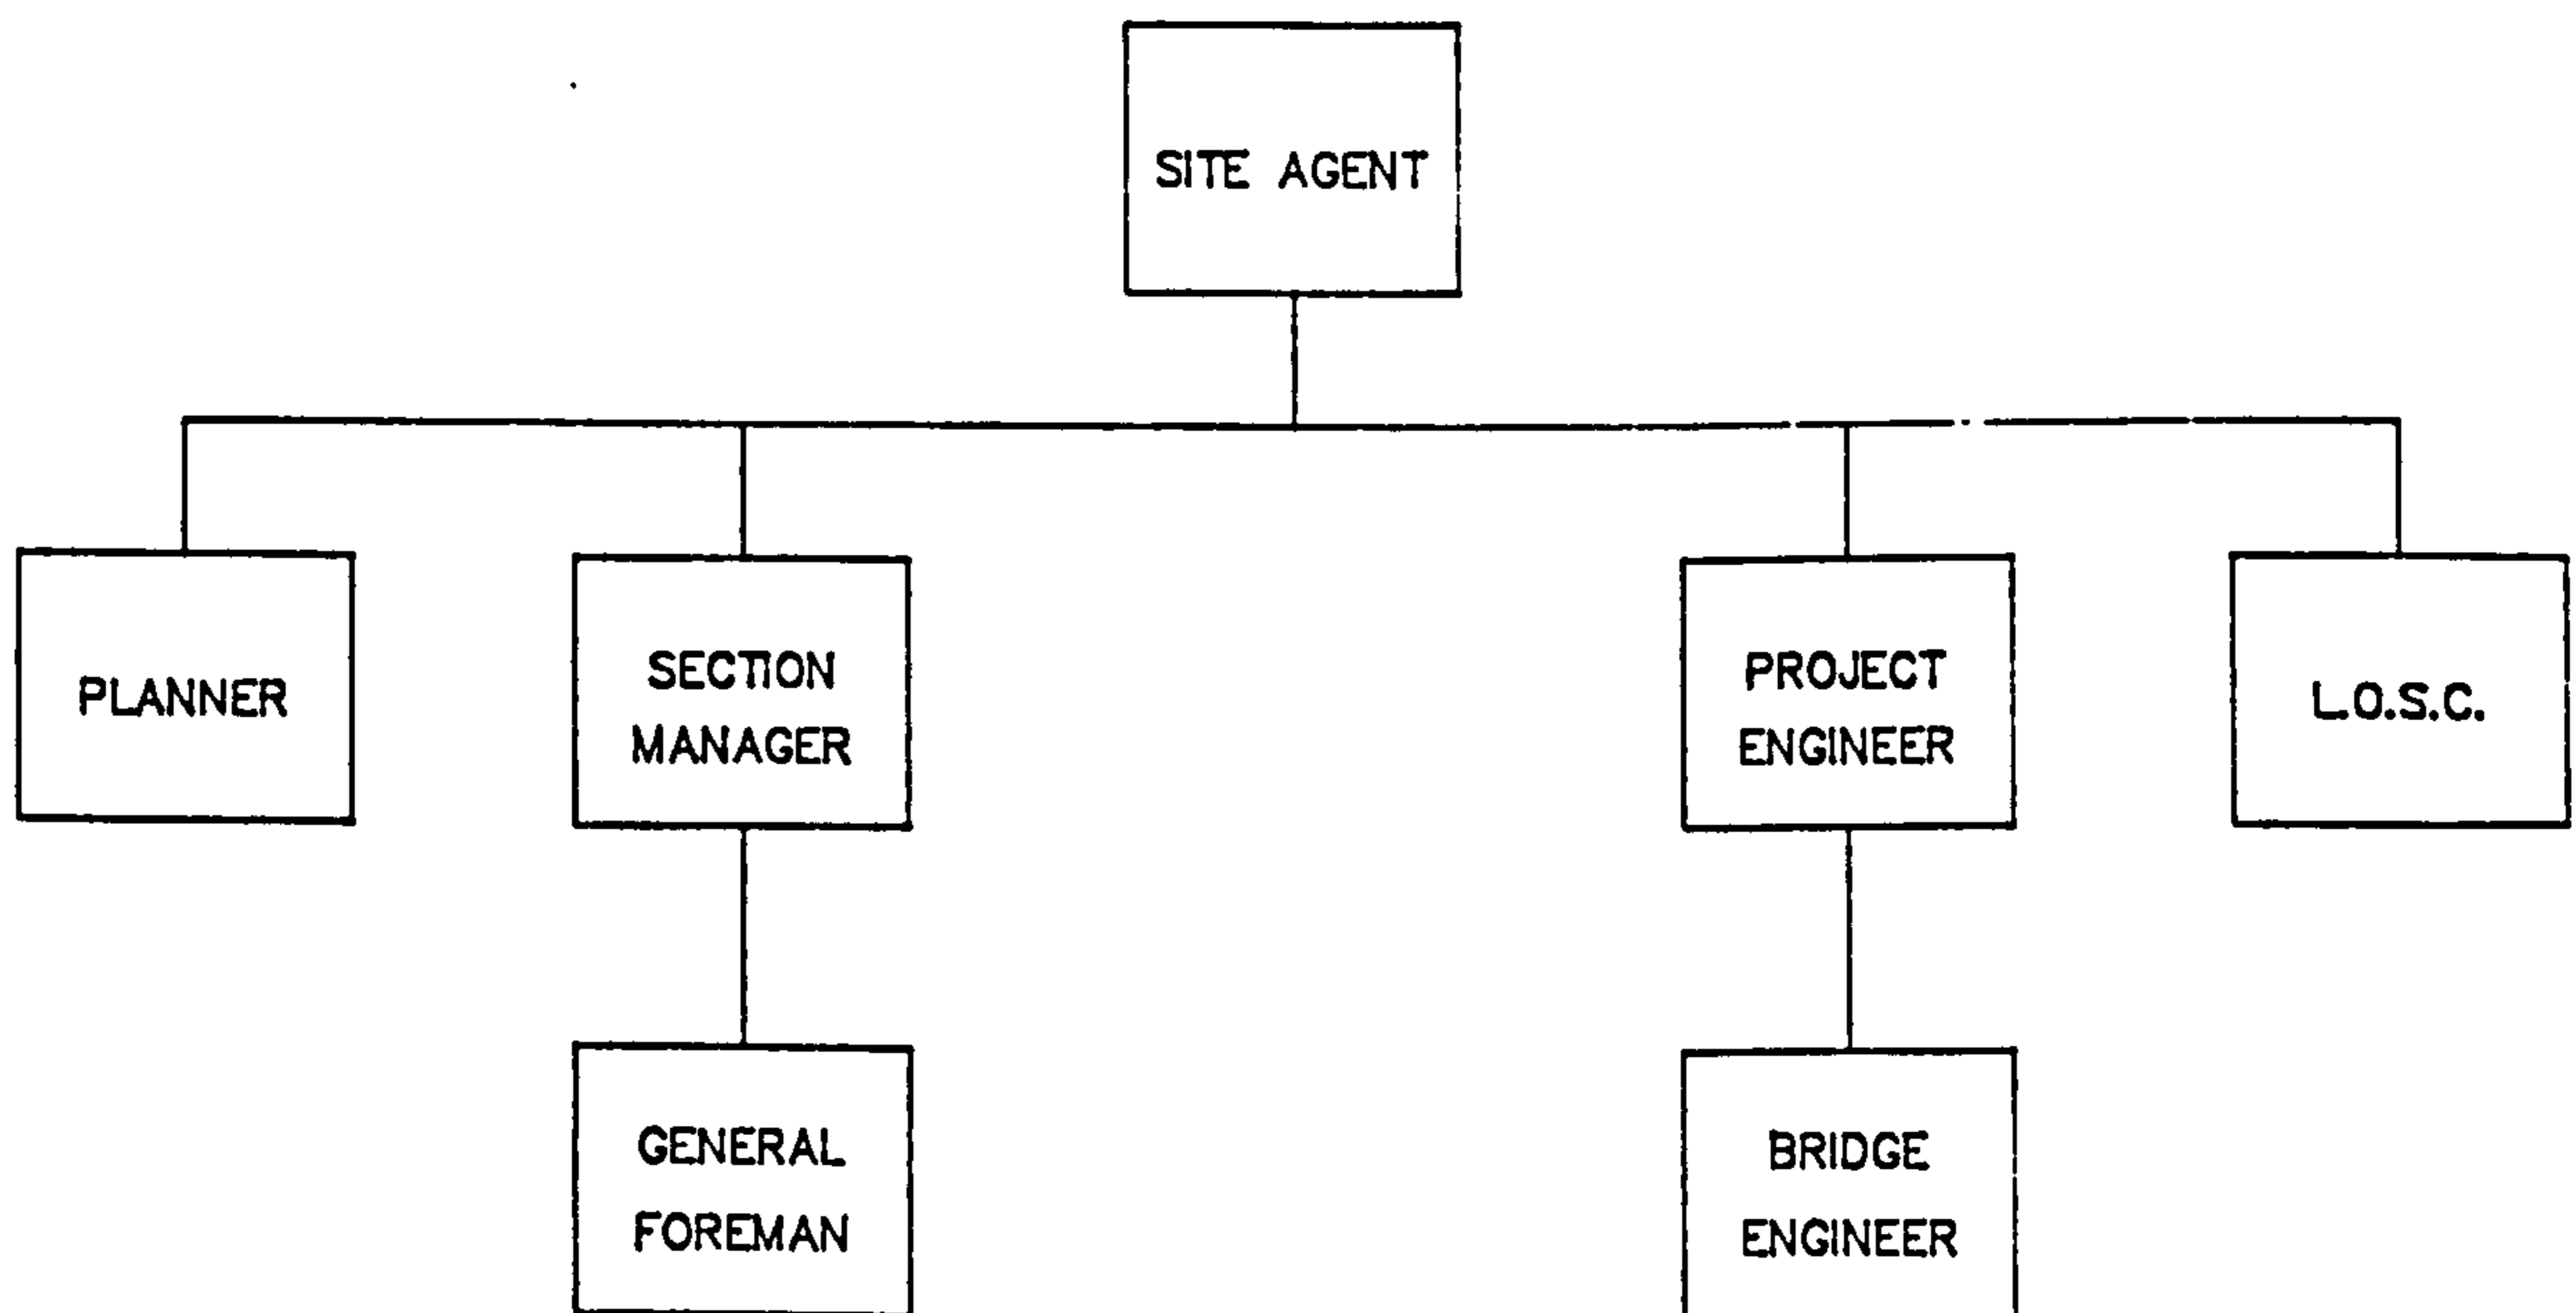 SITE AGENT
PLANNER
SECTION
MANAGER
PROJECT
ENGINEER
L.O.S.C.
GENERAL
FOREMAN
BRIDGE
ENGINEER